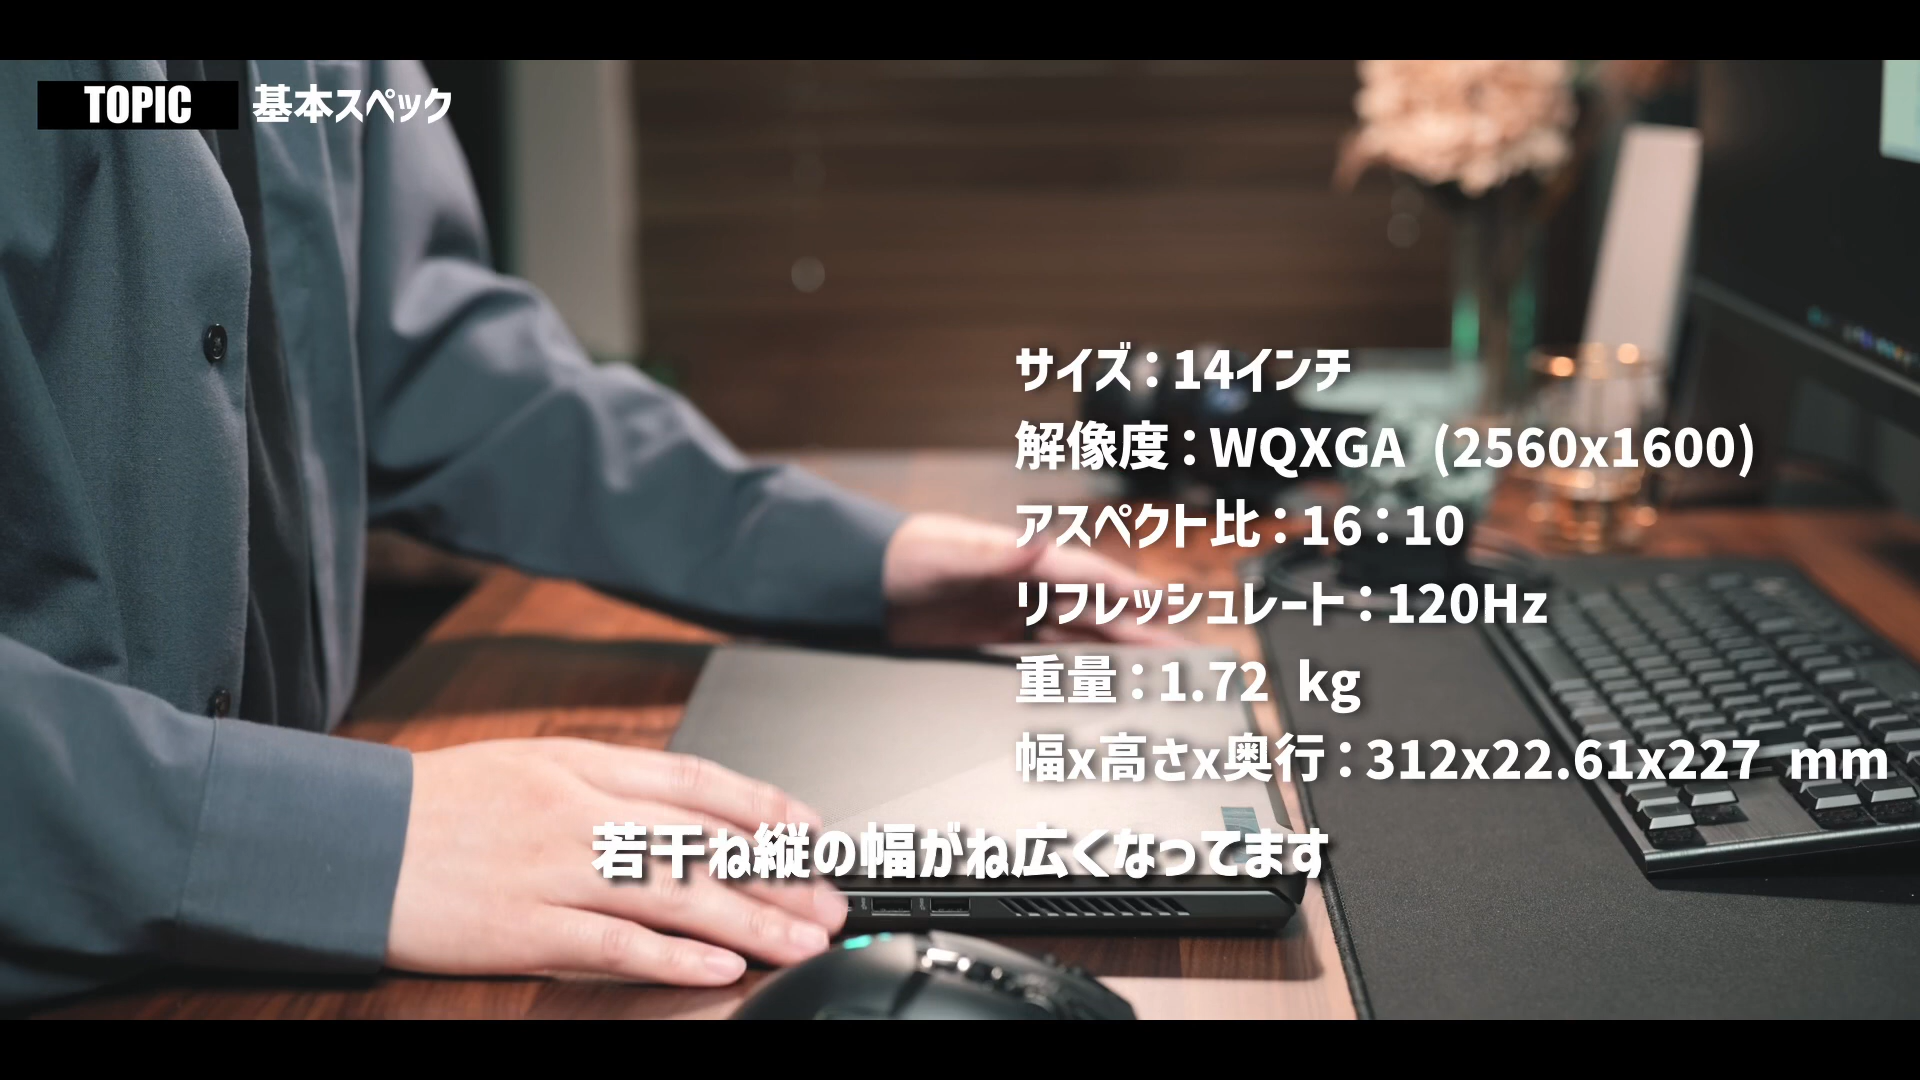 TOPIC 基本スペック
サイズ：14インチ
解像度：WQXGA (2560x1600)
アスペクト比：16：10
リフレッシュレート：120Hz
重量：1.72 kg
幅x高さx奥行：312x22.61x227 mm
若干ね縦の幅がね広くなってます